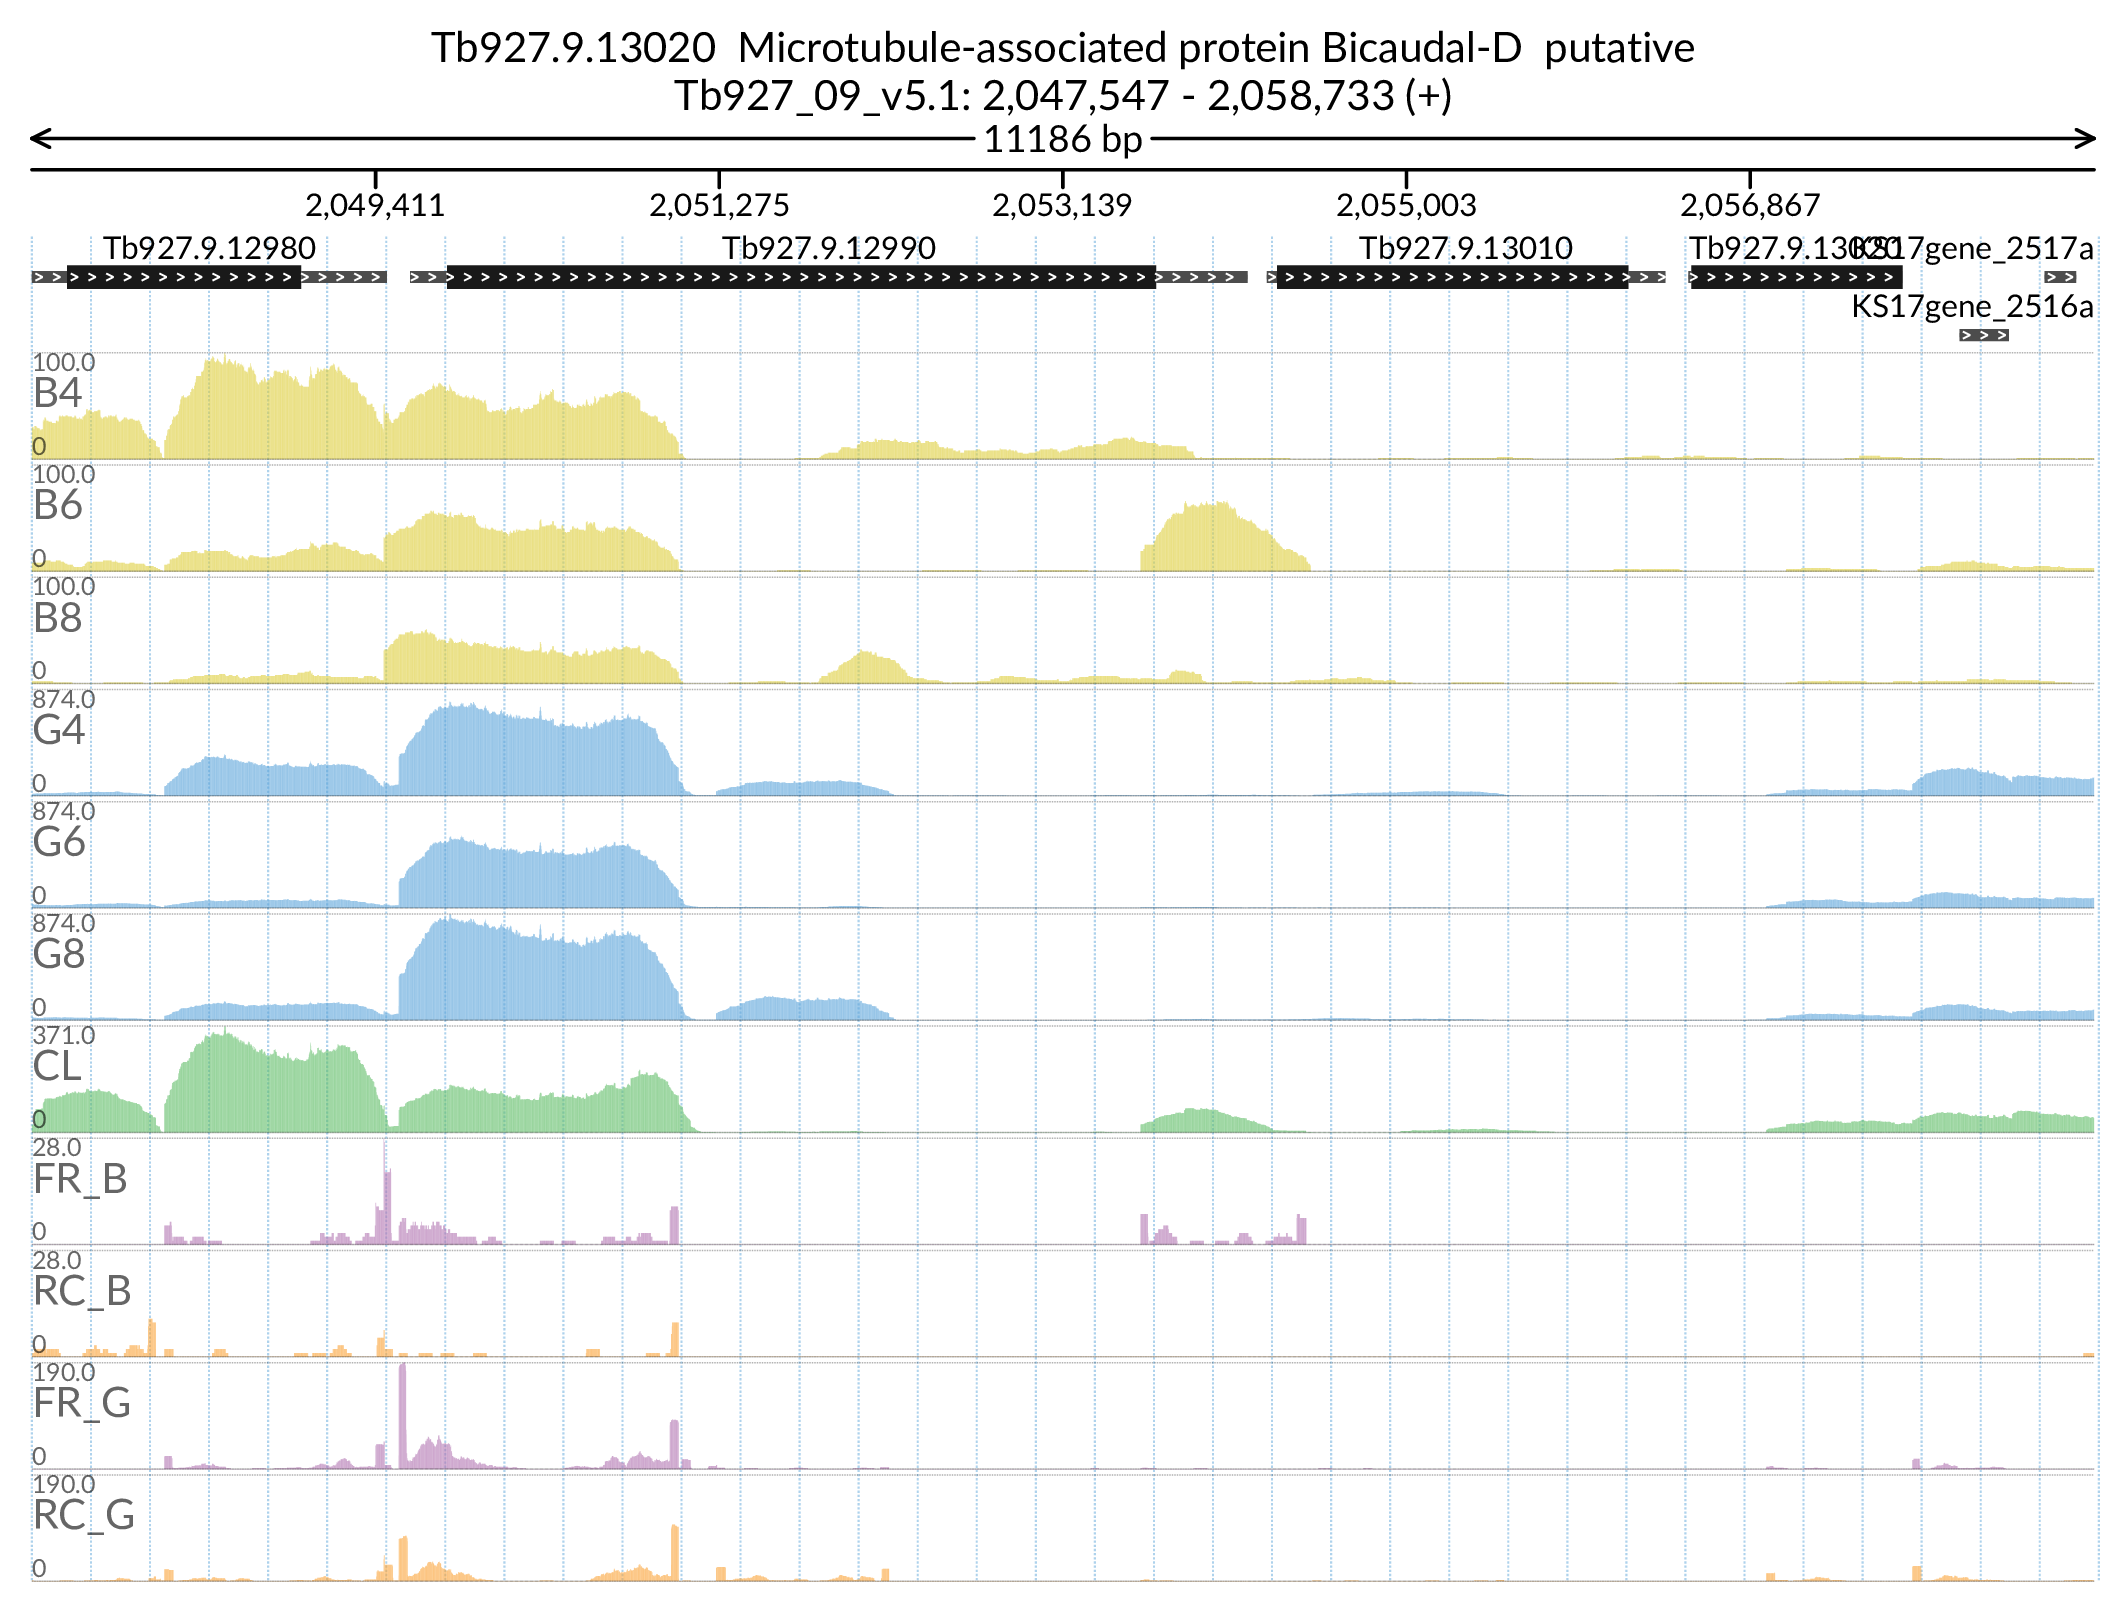 Tb927.9.13020  Microtubule-associated protein Bicaudal-D  putative
Tb927_09_v5.1: 2,047,547 - 2,058,733 (+)
11186 bp
2,049,411 2,051,275 2,053,139 2,055,003 2,056,867
Tb927.9.12980 Tb927.9.12990 Tb927.9.13010 Tb927.9.13020 KS17gene_2517a
KS17gene_2516a
100.0
B4
0
100.0
B6
0
100.0
B8
0
874.0
G4
0
874.0
G6
0
874.0
G8
0
371.0
CL
0
28.0
FR_B
0
28.0
RC_B
0
190.0
FR_G
0
190.0
RC_G
0